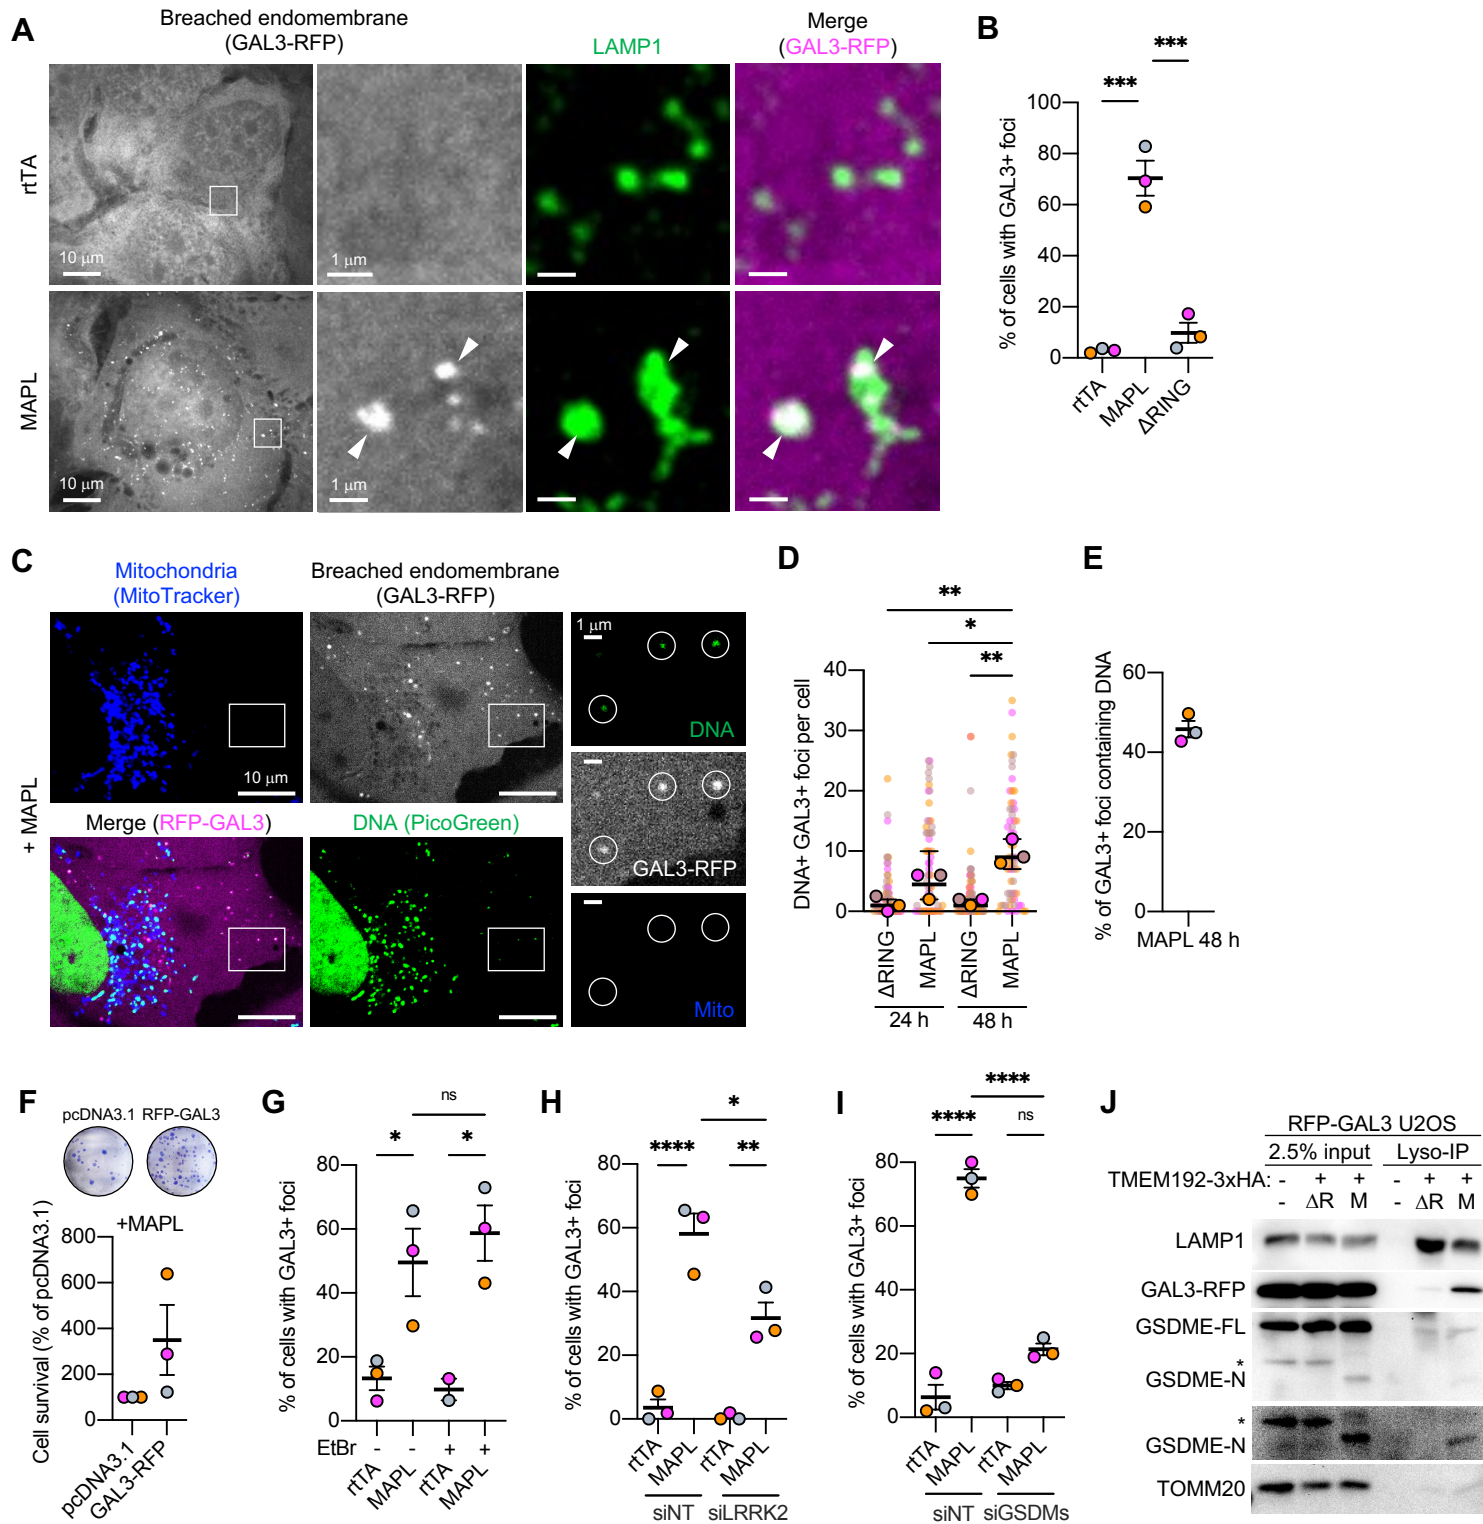 A
Breached endomembrane
(GAL3-RFP)
LAMP1
Merge
(GAL3-RFP)
rtTA
10 μm
1 μm
MAPL
10 μm
1 μm
B
***
***
% of cells with GAL3+ foci
100
80
60
40
20
0
rtTA
MAPL
ΔRING
C
Mitochondria
(MitoTracker)
Breached endomembrane
(GAL3-RFP)
+ MAPL
10 μm
Merge (RFP-GAL3)
DNA (PicoGreen)
1 μm
DNA
GAL3-RFP
Mito
D
**
*
**
DNA+ GAL3+ foci per cell
40
30
20
10
0
ΔRING
MAPL
ΔRING
MAPL
24 h
48 h
E
% of GAL3+ foci containing DNA
60
40
20
0
MAPL 48 h
F
pcDNA3.1
RFP-GAL3
+MAPL
Cell survival (% of pcDNA3.1)
800
600
400
200
0
pcDNA3.1
GAL3-RFP
G
ns
*
*
% of cells with GAL3+ foci
80
60
40
20
0
EtBr - - + +
rtTA
MAPL
rtTA
MAPL
H
*
****
**
% of cells with GAL3+ foci
80
60
40
20
0
rtTA
MAPL
rtTA
MAPL
siNT
siLRRK2
I
****
****
ns
% of cells with GAL3+ foci
80
60
40
20
0
rtTA
MAPL
rtTA
MAPL
siNT
siGSDMs
J
RFP-GAL3 U2OS
2.5% input
Lyso-IP
TMEM192-3xHA: - + + - + +
- ΔR M - ΔR M
LAMP1
GAL3-RFP
GSDME-FL
*
GSDME-N
*
GSDME-N
TOMM20